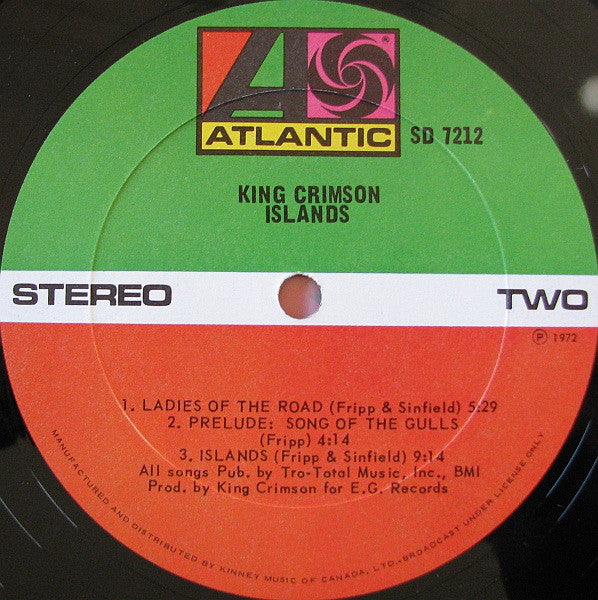 ATLANTIC
SD 7212
KING CRIMSON
ISLANDS
STEREO
TWO
℗ 1972
1. LADIES OF THE ROAD (Fripp & Sinfield) 5:29
2. PRELUDE: SONG OF THE GULLS
(Fripp) 4:14
3. ISLANDS (Fripp & Sinfield) 9:14
All songs Pub. by Tro-Total Music, Inc., BMI
Prod. by King Crimson for E.G. Records
MANUFACTURED AND DISTRIBUTED BY KINNEY MUSIC OF CANADA, LTD.,BROADCAST UNDER LICENSE ONLY.